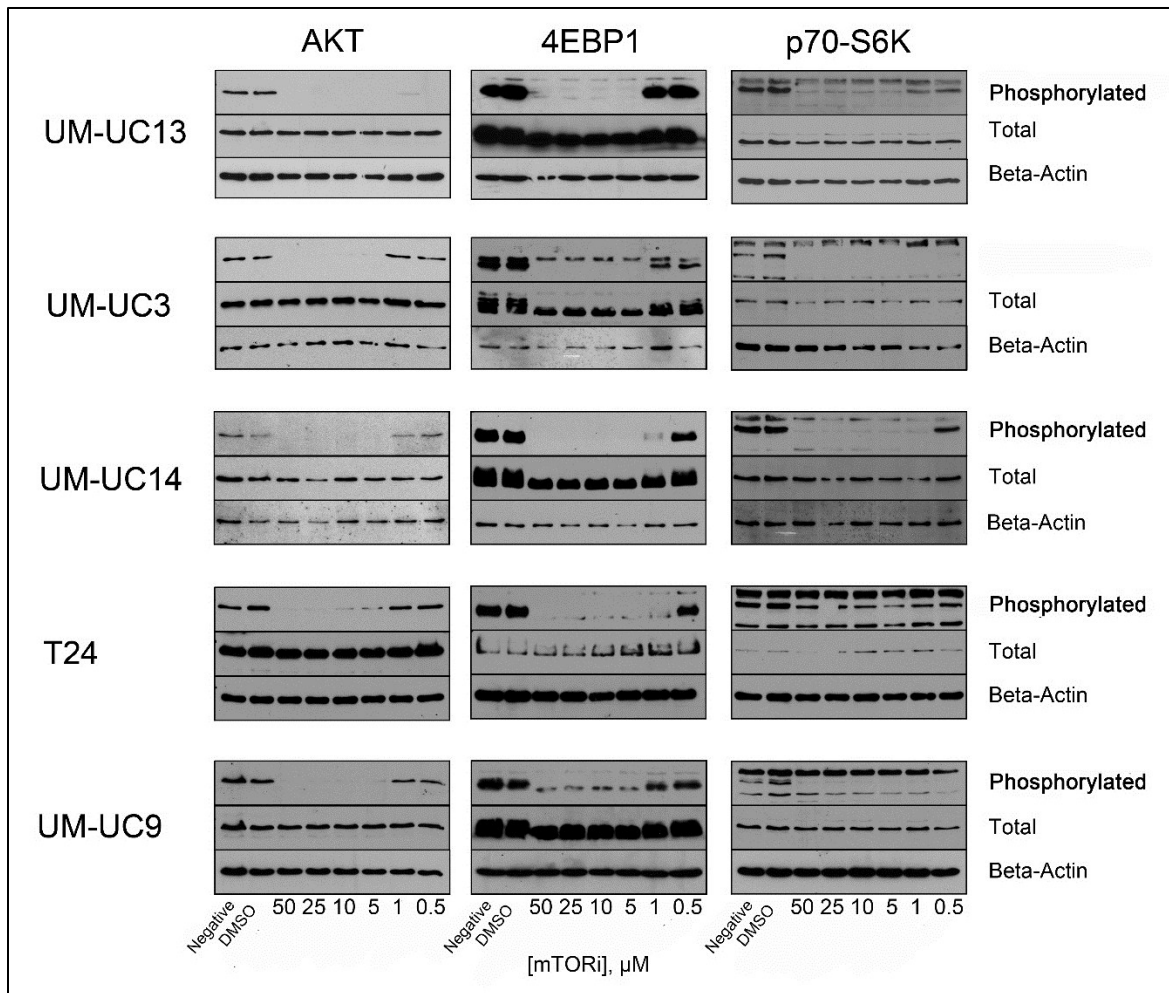 AKT 4EBP1 p70-S6K
UM-UC13
Phosphorylated
Total
Beta-Actin
UM-UC3
Total
Beta-Actin
UM-UC14
Phosphorylated
Total
Beta-Actin
T24
Phosphorylated
Total
Beta-Actin
UM-UC9
Phosphorylated
Total
Beta-Actin
Negative DMSO 50 25 10 5 1 0.5 Negative DMSO 50 25 10 5 1 0.5 Negative DMSO 50 25 10 5 1 0.5
[mTORi], μM